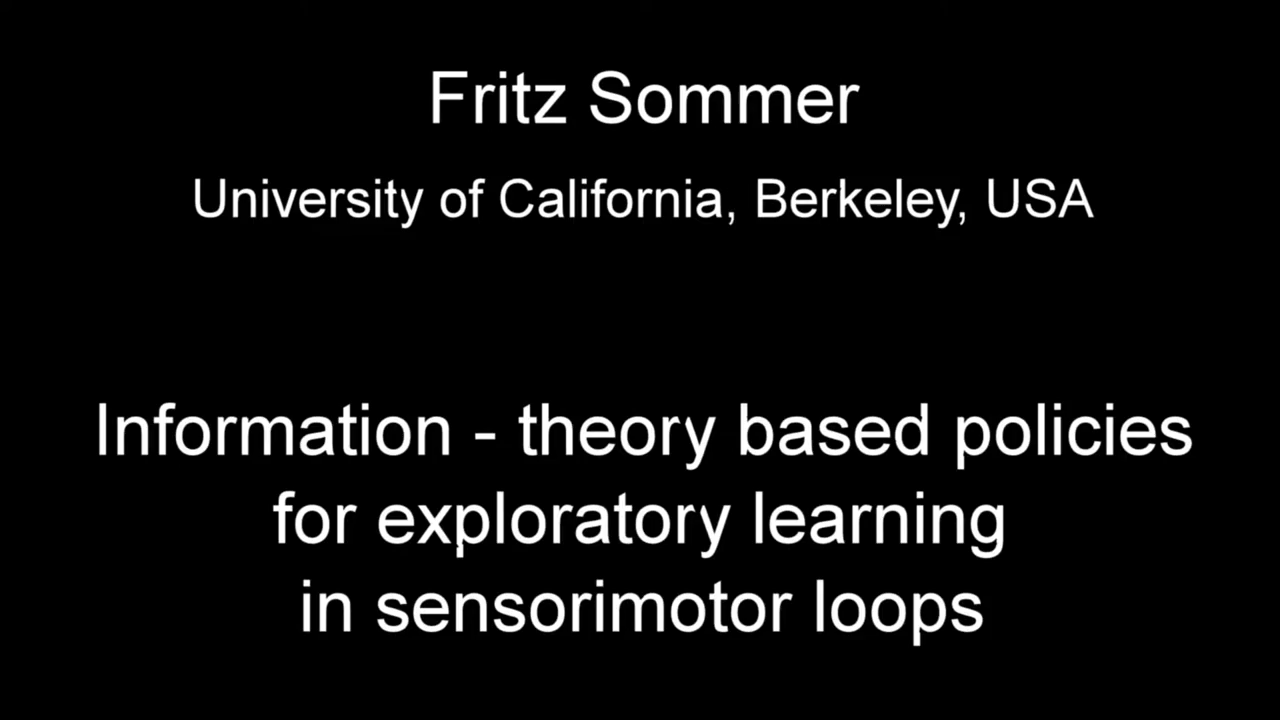 Fritz Sommer
University of California, Berkeley, USA
Information - theory based policies
for exploratory learning
in sensorimotor loops